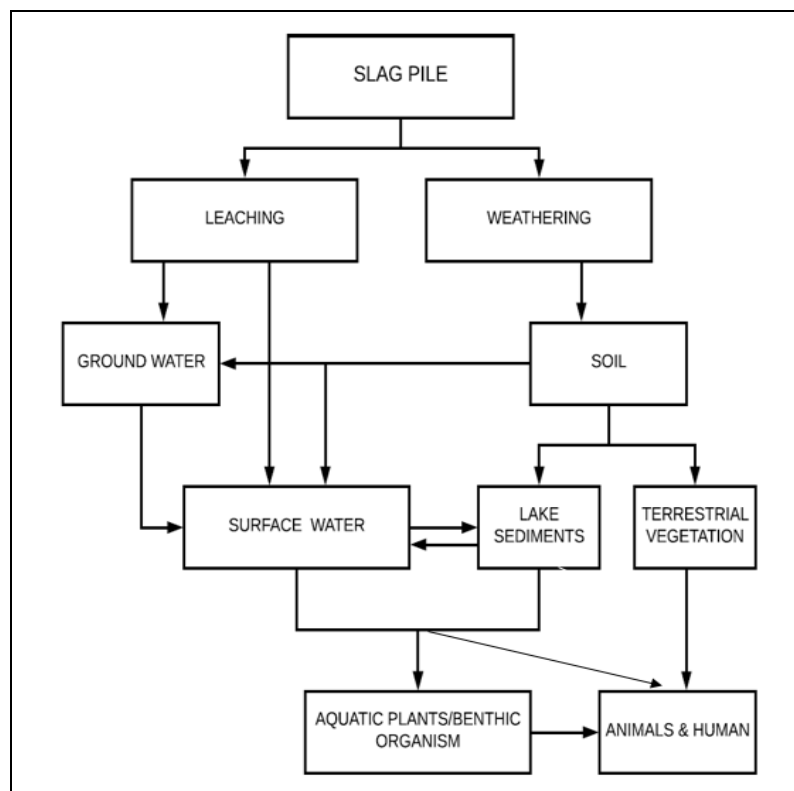 SLAG PILE
LEACHING
WEATHERING
GROUND WATER
SOIL
SURFACE WATER
LAKE
SEDIMENTS
TERRESTRIAL
VEGETATION
AQUATIC PLANTS/BENTHIC
ORGANISM
ANIMALS & HUMAN